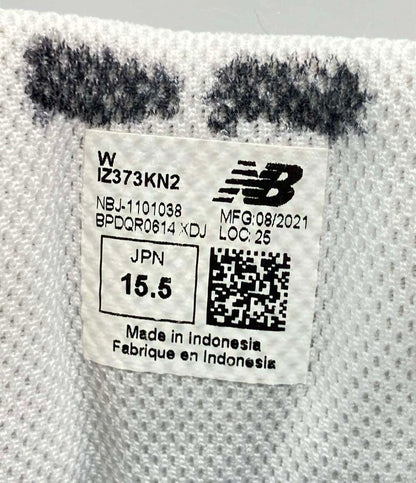 W
IZ373KN2
NB
NBJ-1101038 MFG:08/2021
BPDQR0614 XDJ LOC: 25
JPN
15.5
Made in Indonesia
Fabrique en Indonesia